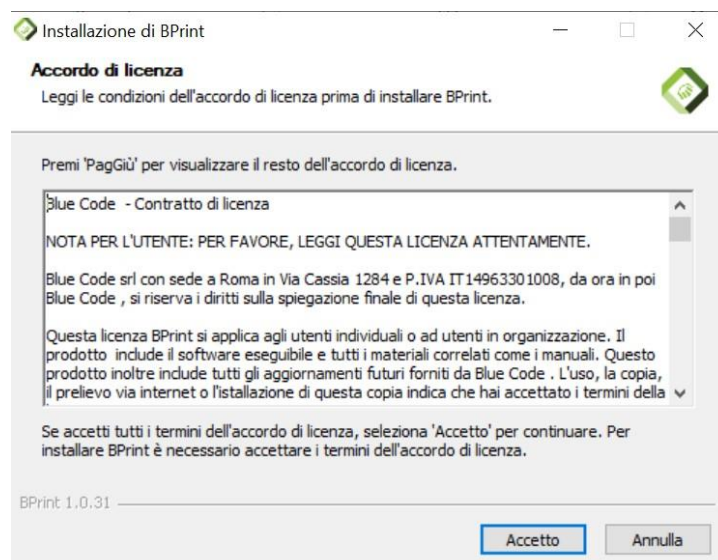 Installazione di BPrint
Accordo di licenza
Leggi le condizioni dell'accordo di licenza prima di installare BPrint.
Premi 'PagGiù' per visualizzare il resto dell'accordo di licenza.
Blue Code - Contratto di licenza
NOTA PER L'UTENTE: PER FAVORE, LEGGI QUESTA LICENZA ATTENTAMENTE.
Blue Code srl con sede a Roma in Via Cassia 1284 e P.IVA IT14963301008, da ora in poi
Blue Code , si riserva i diritti sulla spiegazione finale di questa licenza.
Questa licenza BPrint si applica agli utenti individuali o ad utenti in organizzazione. Il
prodotto include il software eseguibile e tutti i materiali correlati come i manuali. Questo
prodotto inoltre include tutti gli aggiornamenti futuri forniti da Blue Code . L'uso, la copia,
il prelievo via internet o l'istallazione di questa copia indica che hai accettato i termini della
Se accetti tutti i termini dell'accordo di licenza, seleziona 'Accetto' per continuare. Per
installare BPrint è necessario accettare i termini dell'accordo di licenza.
BPrint 1.0.31
Accetto
Annulla